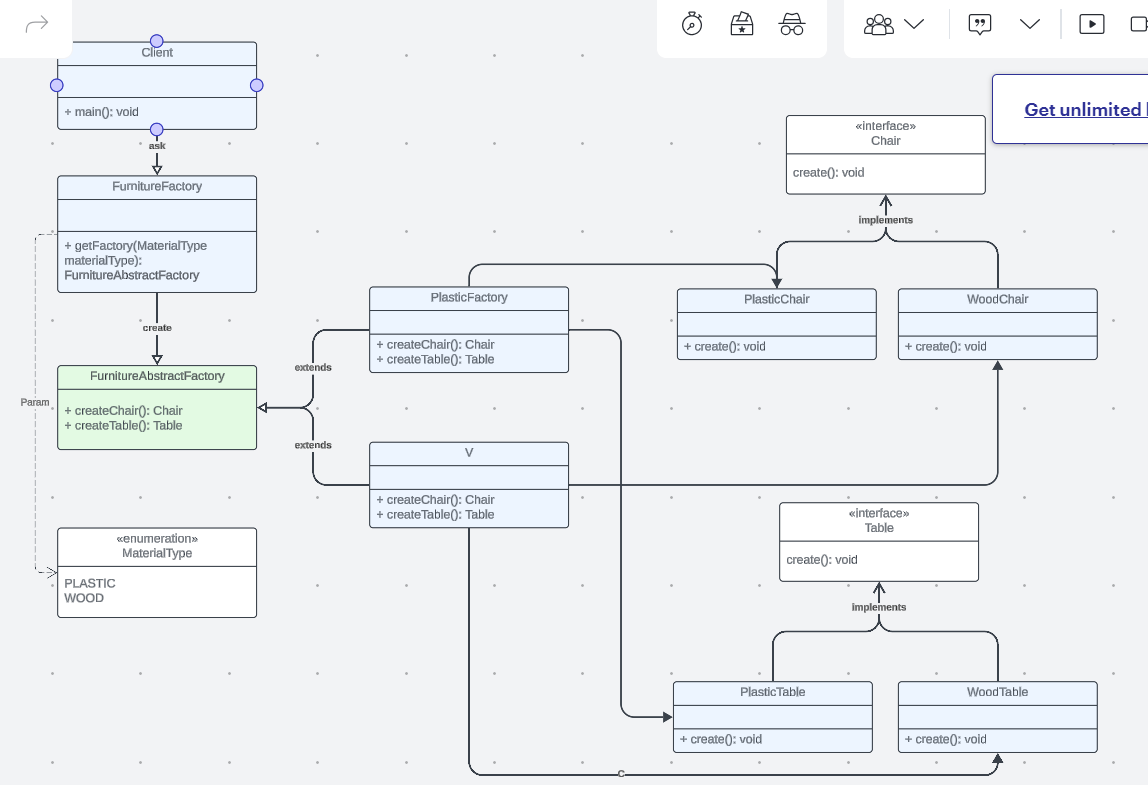 Get unlimited
Client
+ main(): void
ask
FurnitureFactory
+ getFactory(MaterialType
materialType):
FurnitureAbstractFactory
create
FurnitureAbstractFactory
+ createChair(): Chair
+ createTable(): Table
Param
«enumeration»
MaterialType
PLASTIC
WOOD
extends
extends
PlasticFactory
+ createChair(): Chair
+ createTable(): Table
V
+ createChair(): Chair
+ createTable(): Table
«interface»
Chair
create(): void
implements
PlasticChair
+ create(): void
WoodChair
+ create(): void
«interface»
Table
create(): void
implements
PlasticTable
+ create(): void
WoodTable
+ create(): void
C